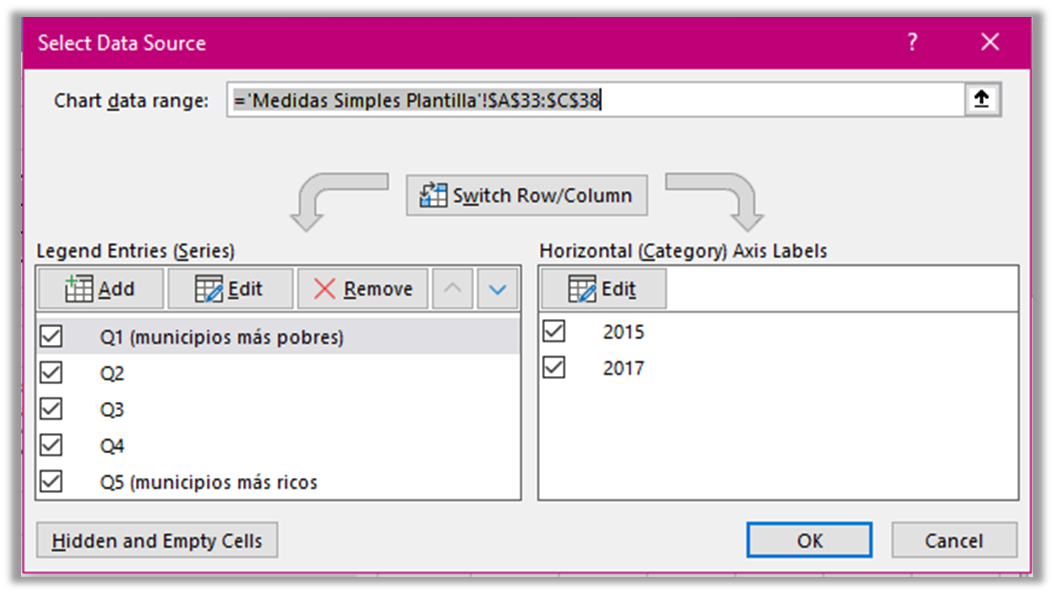 Select Data Source
?
Chart data range:
='Medidas Simples Plantilla'!$A$33:$C$38
Switch Row/Column
Legend Entries (Series)
Add
Edit
Remove
Q1 (municipios más pobres)
Q2
Q3
Q4
Q5 (municipios más ricos
Horizontal (Category) Axis Labels
Edit
2015
2017
Hidden and Empty Cells
OK
Cancel